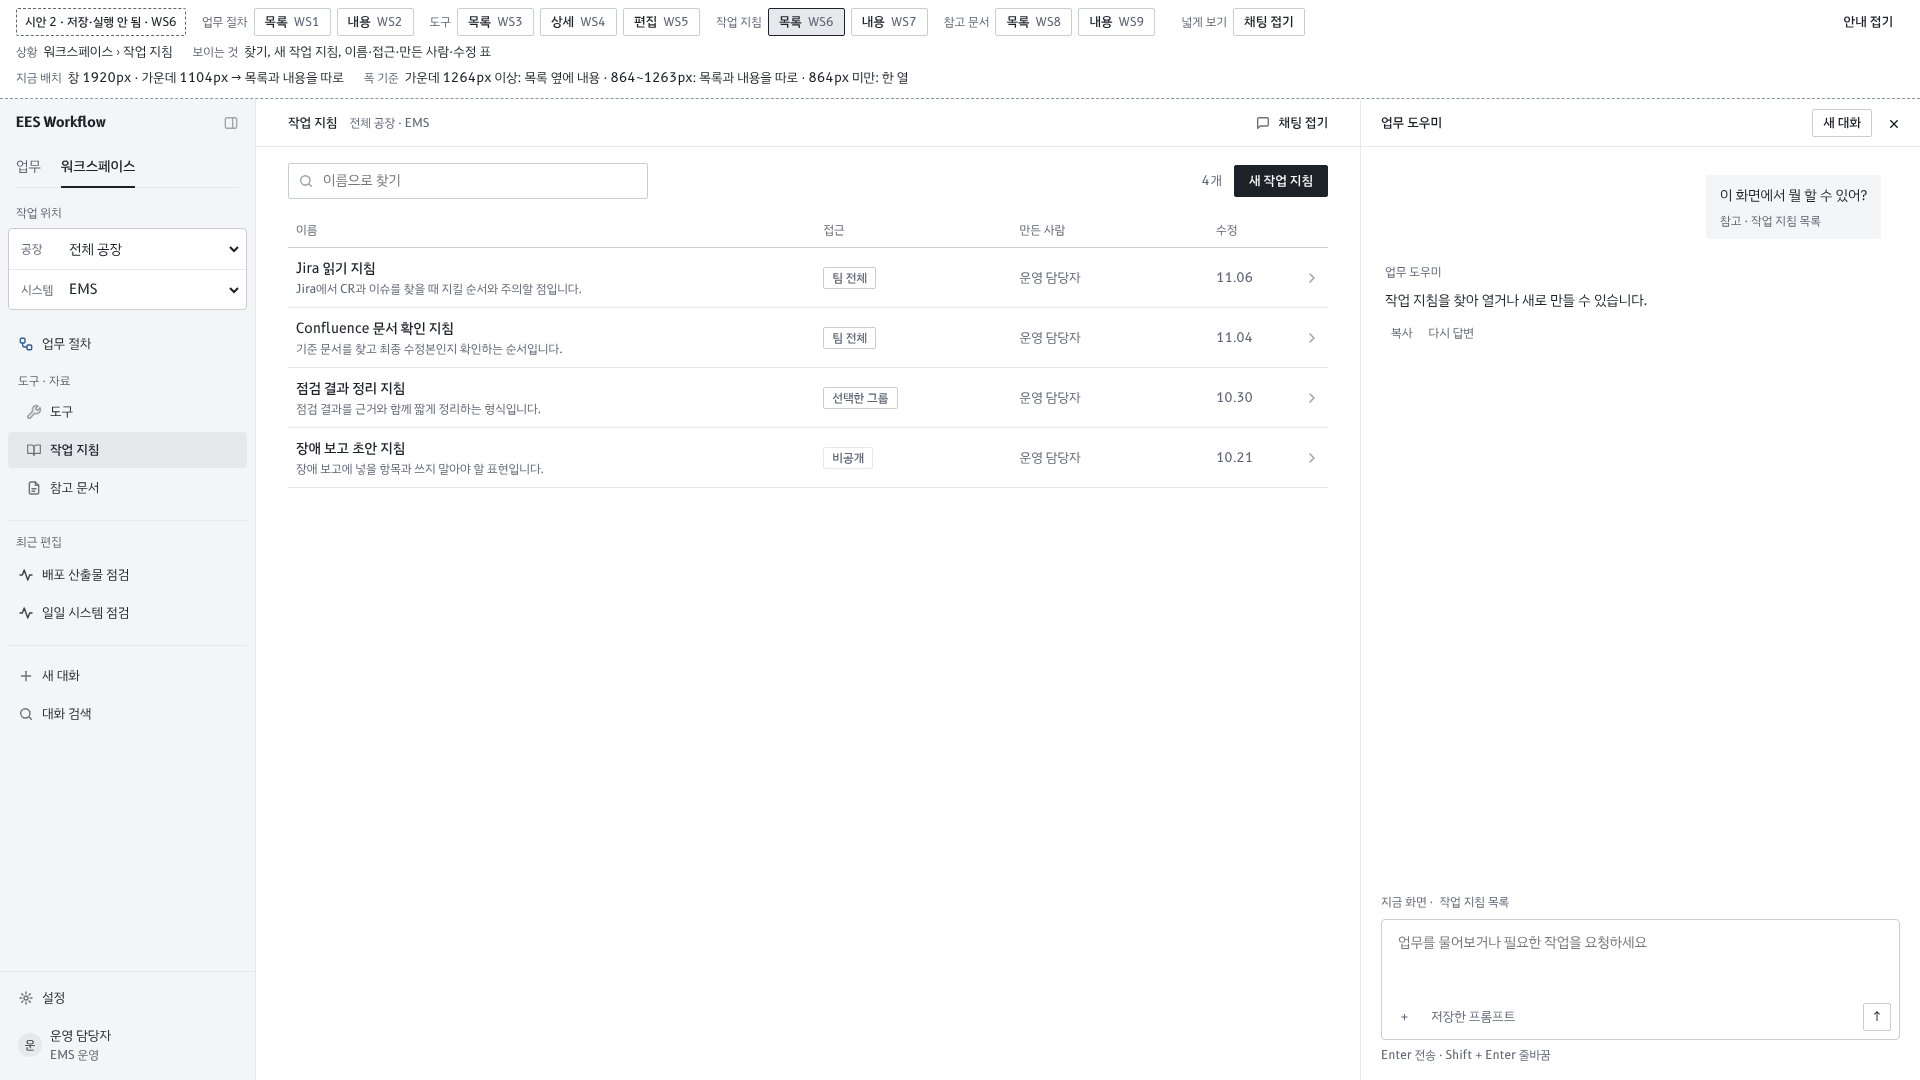 시안 2 · 저장·실행 안 됨 · WS6 업무 절차 목록 WS1 내용 WS2 도구 목록 WS3 상세 WS4 편집 WS5 작업 지침 목록 WS6 내용 WS7 참고 문서 목록 WS8 내용 WS9 넓게 보기 채팅 접기 안내 접기
상황 워크스페이스 › 작업 지침 보이는 것 찾기, 새 작업 지침, 이름·접근·만든 사람·수정 표
지금 배치 창 1920px · 가운데 1104px → 목록과 내용을 따로 폭 기준 가운데 1264px 이상: 목록 옆에 내용 · 864~1263px: 목록과 내용을 따로 · 864px 미만: 한 열
EES Workflow
업무 워크스페이스
작업 위치
공장 전체 공장
시스템 EMS
업무 절차
도구 · 자료
도구
작업 지침
참고 문서
최근 편집
배포 산출물 점검
일일 시스템 점검
새 대화
대화 검색
설정
운 운영 담당자
EMS 운영
작업 지침 전체 공장 · EMS 채팅 접기
이름으로 찾기 4개 새 작업 지침
이름 접근 만든 사람 수정
Jira 읽기 지침 팀 전체 운영 담당자 11.06
Jira에서 CR과 이슈를 찾을 때 지킬 순서와 주의할 점입니다.
Confluence 문서 확인 지침 팀 전체 운영 담당자 11.04
기준 문서를 찾고 최종 수정본인지 확인하는 순서입니다.
점검 결과 정리 지침 선택한 그룹 운영 담당자 10.30
점검 결과를 근거와 함께 짧게 정리하는 형식입니다.
장애 보고 초안 지침 비공개 운영 담당자 10.21
장애 보고에 넣을 항목과 쓰지 말아야 할 표현입니다.
업무 도우미 새 대화
이 화면에서 뭘 할 수 있어?
참고 · 작업 지침 목록
업무 도우미
작업 지침을 찾아 열거나 새로 만들 수 있습니다.
복사 다시 답변
지금 화면 · 작업 지침 목록
업무를 물어보거나 필요한 작업을 요청하세요
+ 저장한 프롬프트 ↑
Enter 전송 · Shift + Enter 줄바꿈